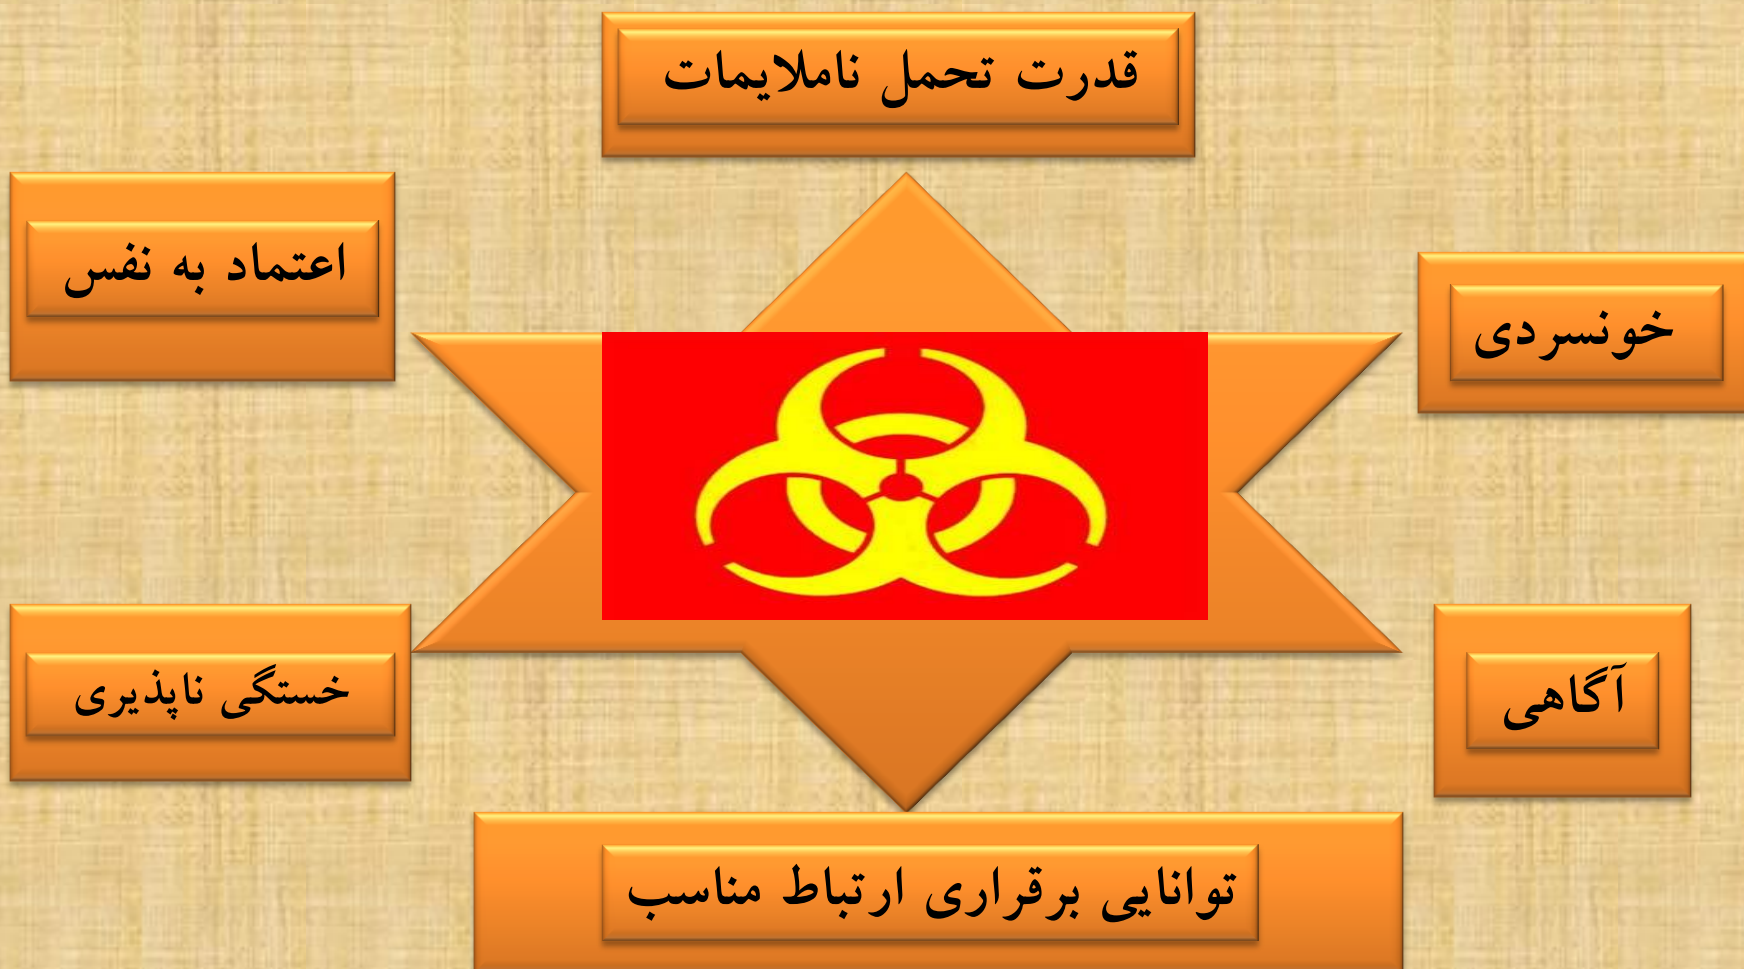 قدرت تحمل ناملایمات
اعتماد به نفس
خونسردی
خستگی ناپذیری
آگاهی
توانایی برقراری ارتباط مناسب